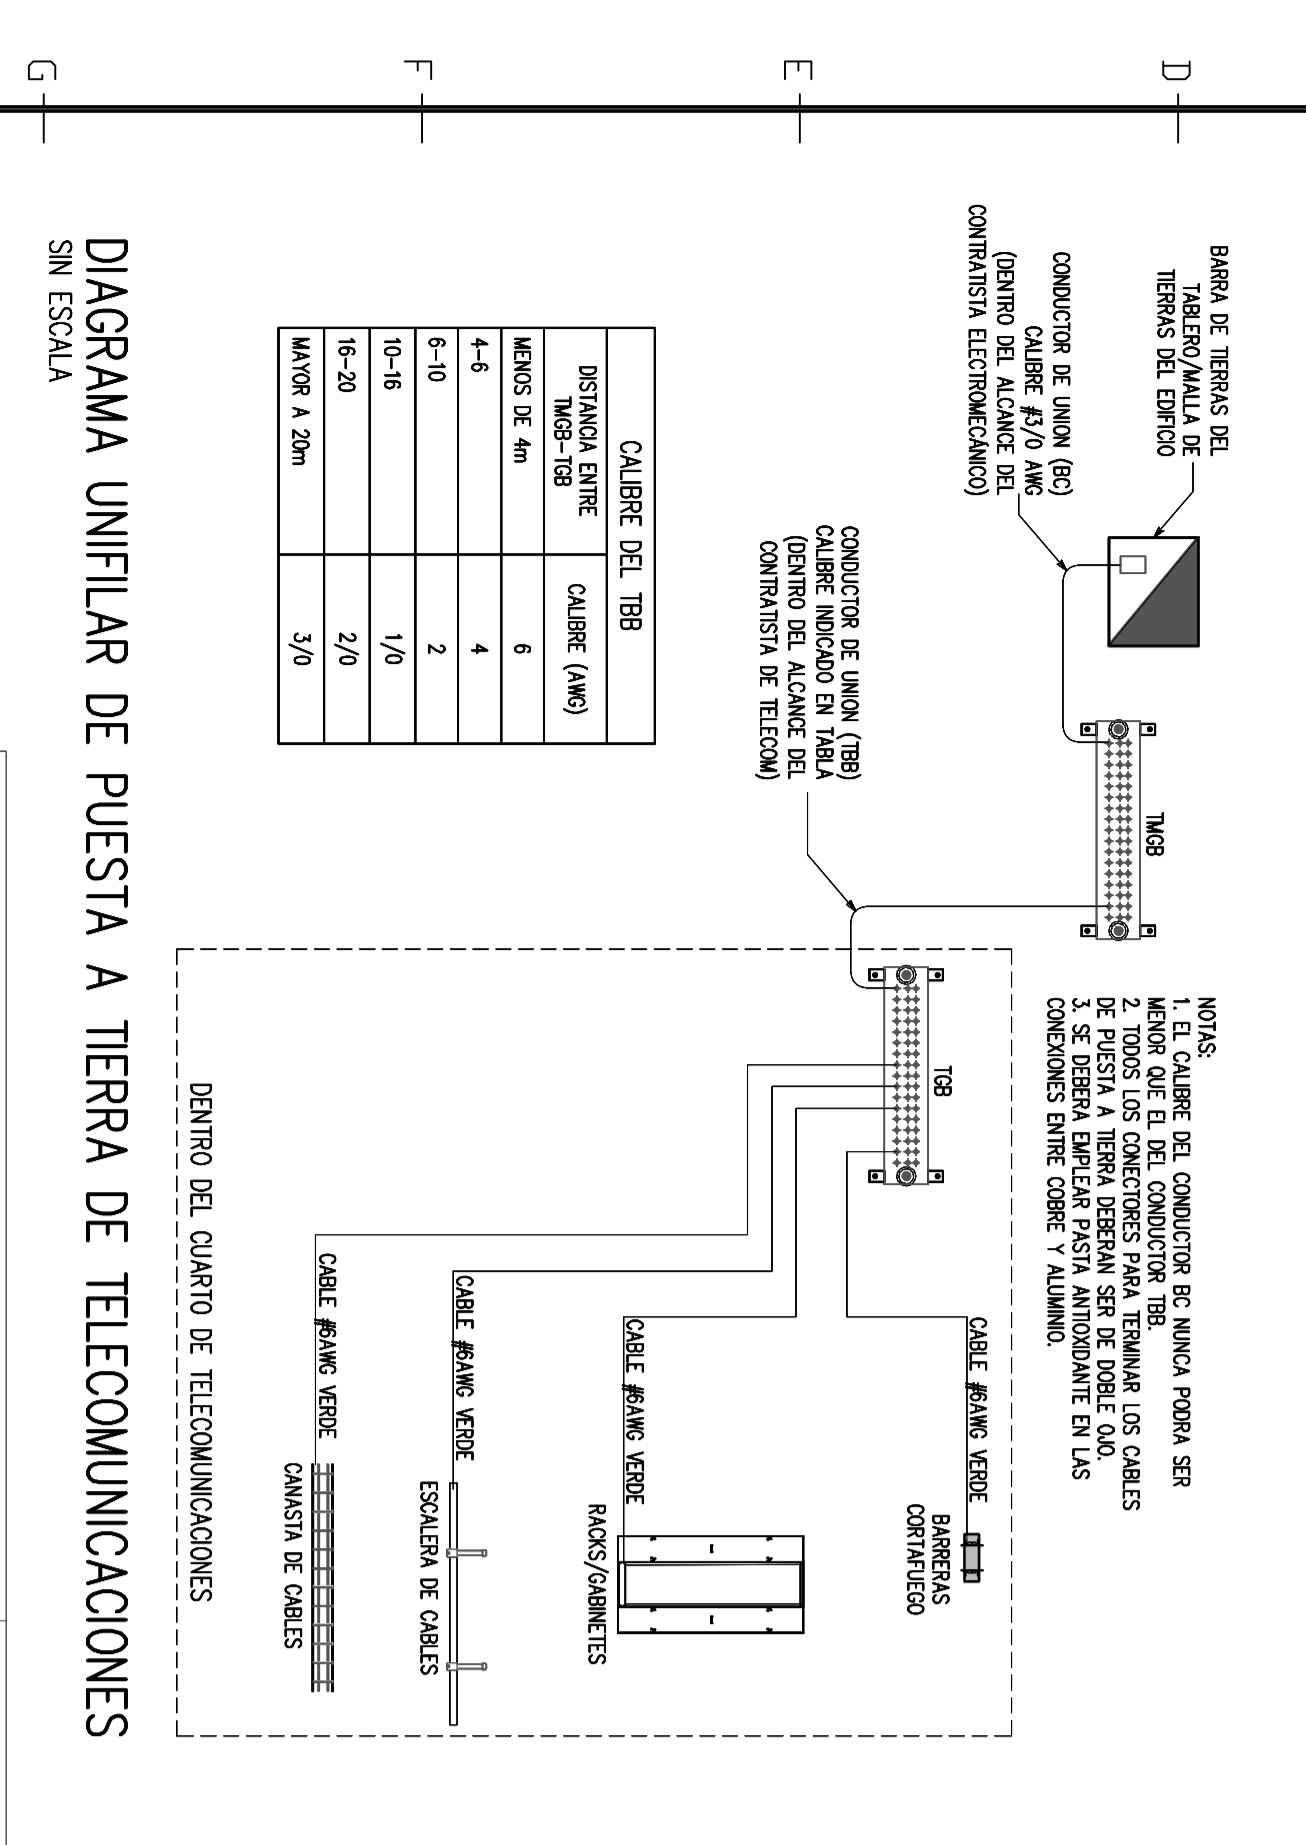 G
F
E
D
BARRA DE TIERRAS DEL
TABLERO/MALLA DE
TIERRAS DEL EDIFICIO
CONDUCTOR DE UNION (BC)
CALIBRE #3/0 AWG
(DENTRO DEL ALCANCE DEL
CONTRATISTA ELECTROMECÁNICO)
TMGB
NOTAS:
1. EL CALIBRE DEL CONDUCTOR BC NUNCA PODRA SER
MENOR QUE EL DEL CONDUCTOR TBB.
2. TODOS LOS CONECTORES PARA TERMINAR LOS CABLES
DE PUESTA A TIERRA DEBERAN SER DE DOBLE OJO.
3. SE DEBERA EMPLEAR PASTA ANTIOXIDANTE EN LAS
CONEXIONES ENTRE COBRE Y ALUMINIO.
CONDUCTOR DE UNION (TBB)
CALIBRE INDICADO EN TABLA
(DENTRO DEL ALCANCE DEL
CONTRATISTA DE TELECOM)
TGB
CABLE #6AWG VERDE
BARRERAS
CORTAFUEGO
CABLE #6AWG VERDE
RACKS/GABINETES
CABLE #6AWG VERDE
ESCALERA DE CABLES
CABLE #6AWG VERDE
CANASTA DE CABLES
DENTRO DEL CUARTO DE TELECOMUNICACIONES
CALIBRE DEL TBB
DISTANCIA ENTRE
TMGB-TGB
CALIBRE (AWG)
MENOS DE 4m 6
4-6 4
6-10 2
10-16 1/0
16-20 2/0
MAYOR A 20m 3/0
DIAGRAMA UNIFILAR DE PUESTA A TIERRA DE TELECOMUNICACIONES
SIN ESCALA